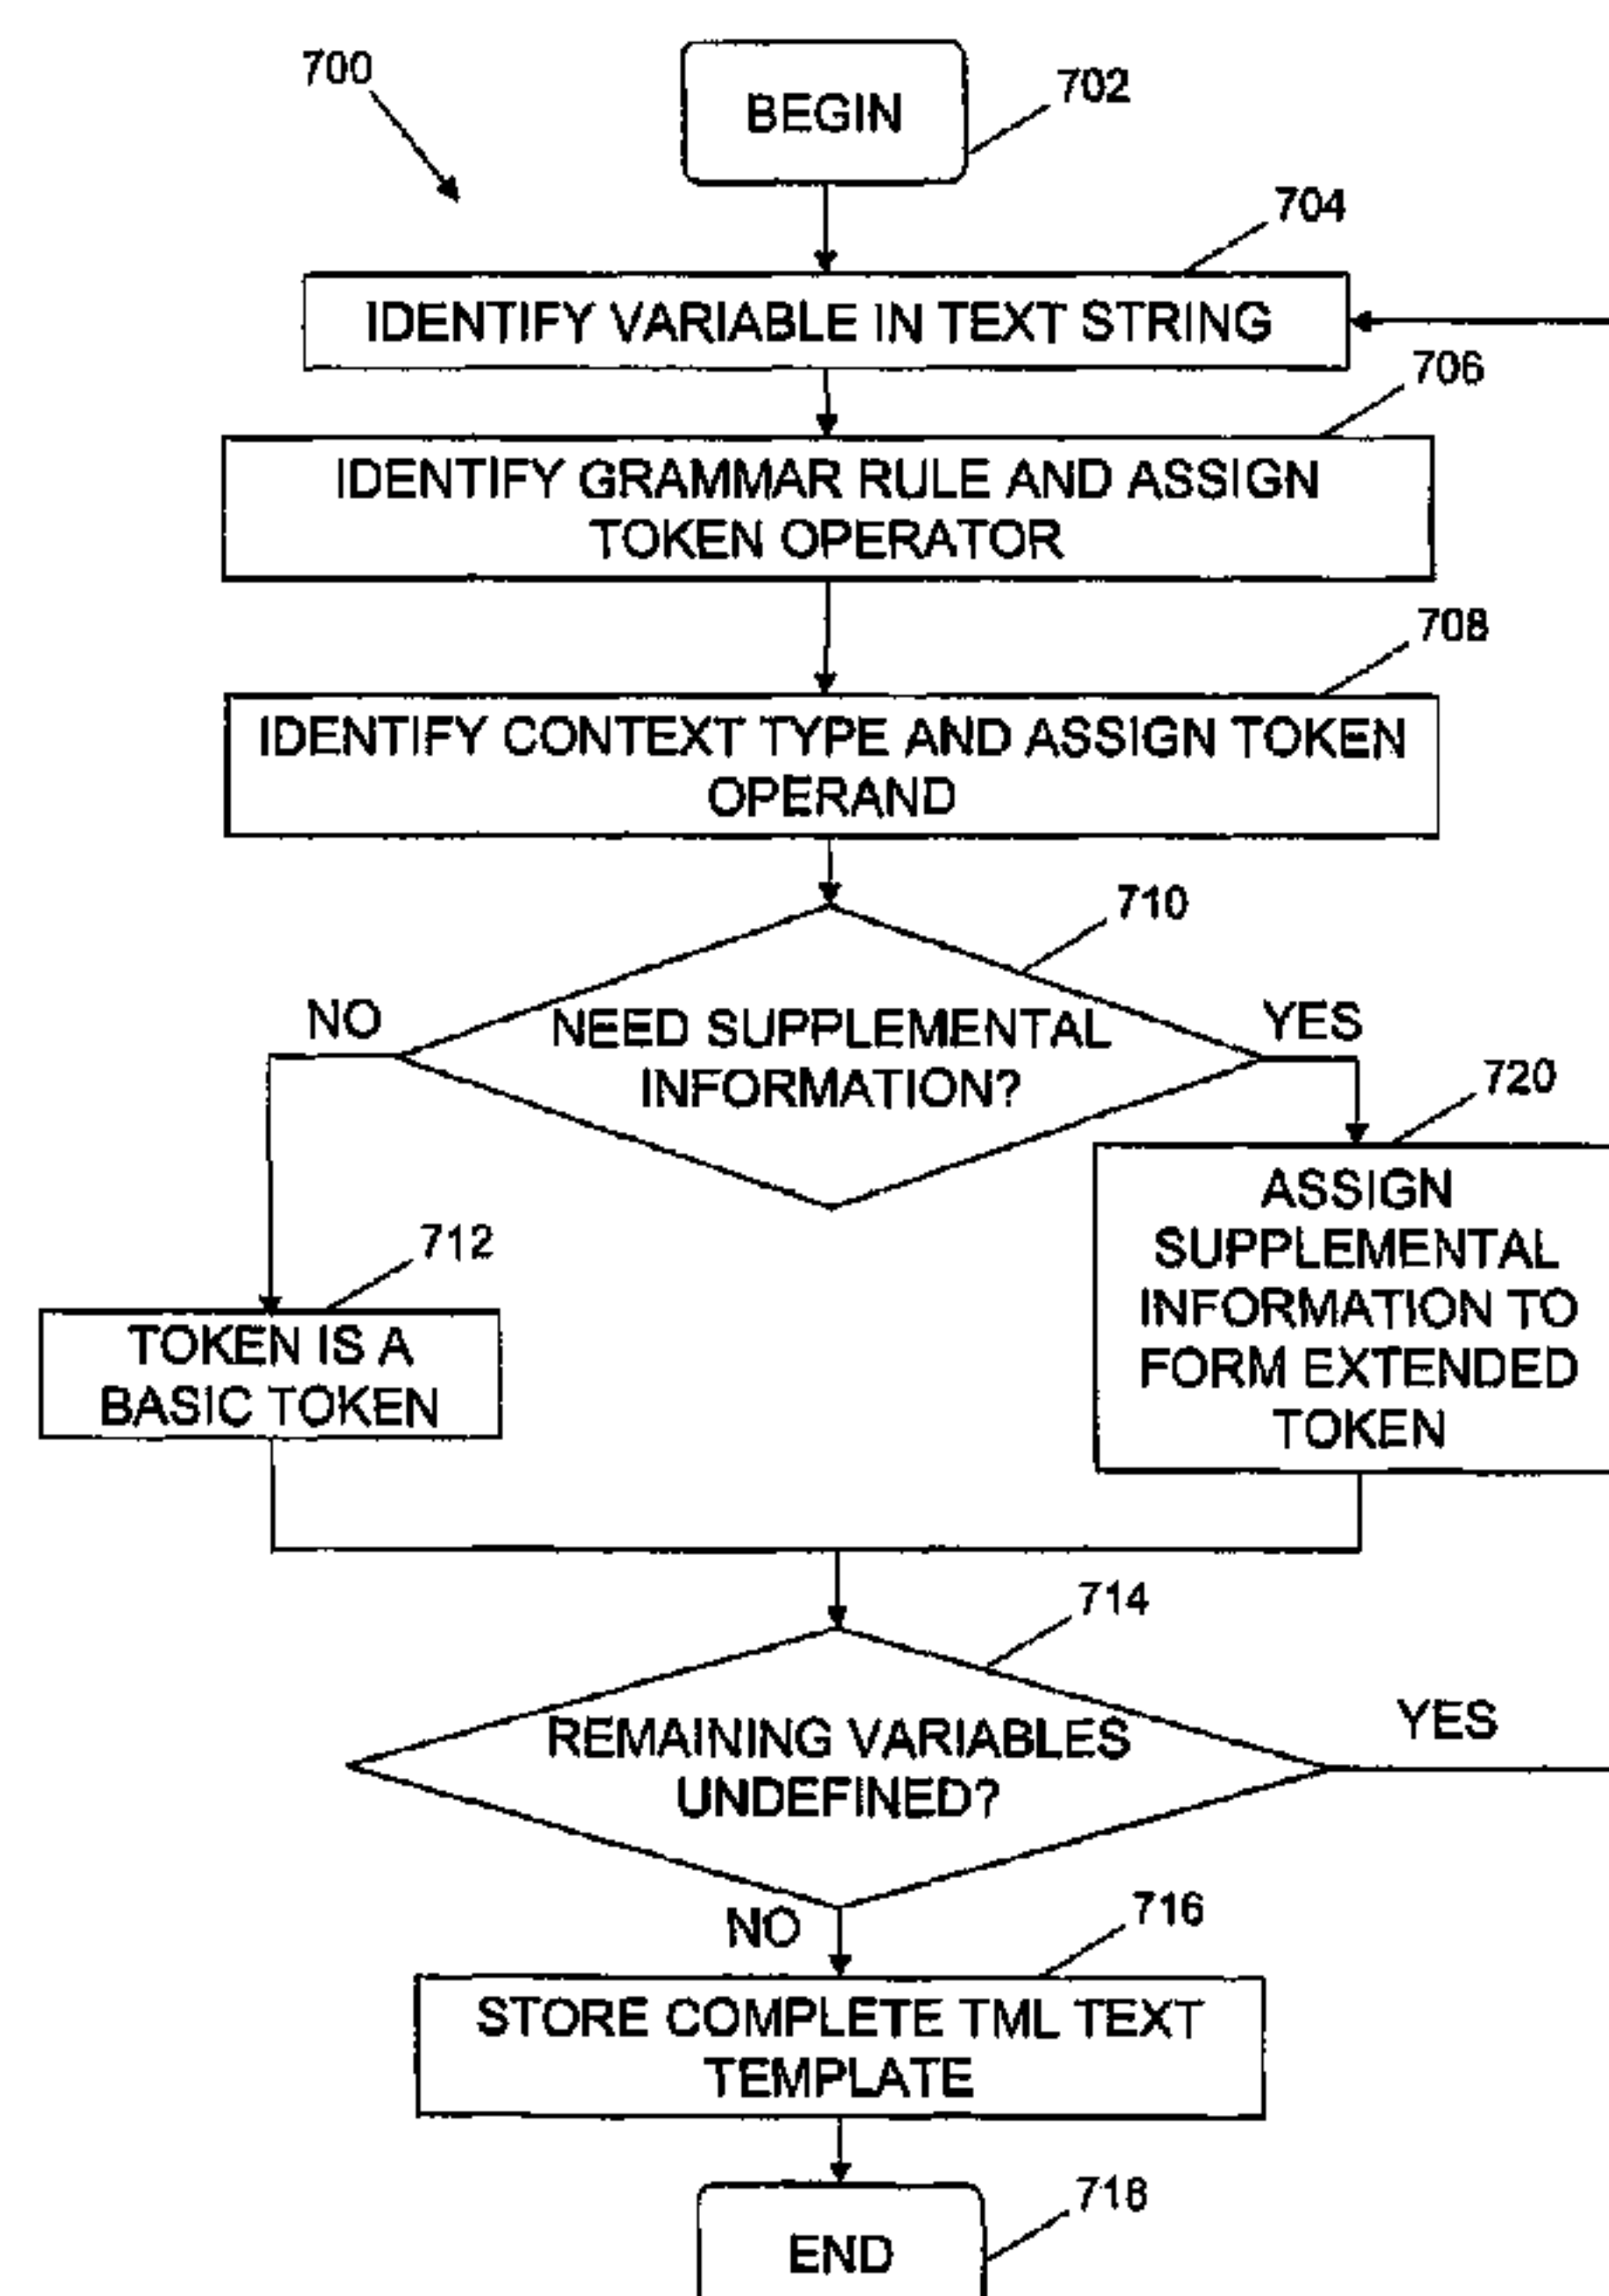 700
BEGIN
702
704
IDENTIFY VARIABLE IN TEXT STRING
706
IDENTIFY GRAMMAR RULE AND ASSIGN
TOKEN OPERATOR
708
IDENTIFY CONTEXT TYPE AND ASSIGN TOKEN
OPERAND
710
NO
NEED SUPPLEMENTAL
INFORMATION?
YES
720
ASSIGN
SUPPLEMENTAL
INFORMATION TO
FORM EXTENDED
TOKEN
712
TOKEN IS A
BASIC TOKEN
714
REMAINING VARIABLES
UNDEFINED?
YES
NO
716
STORE COMPLETE TML TEXT
TEMPLATE
718
END